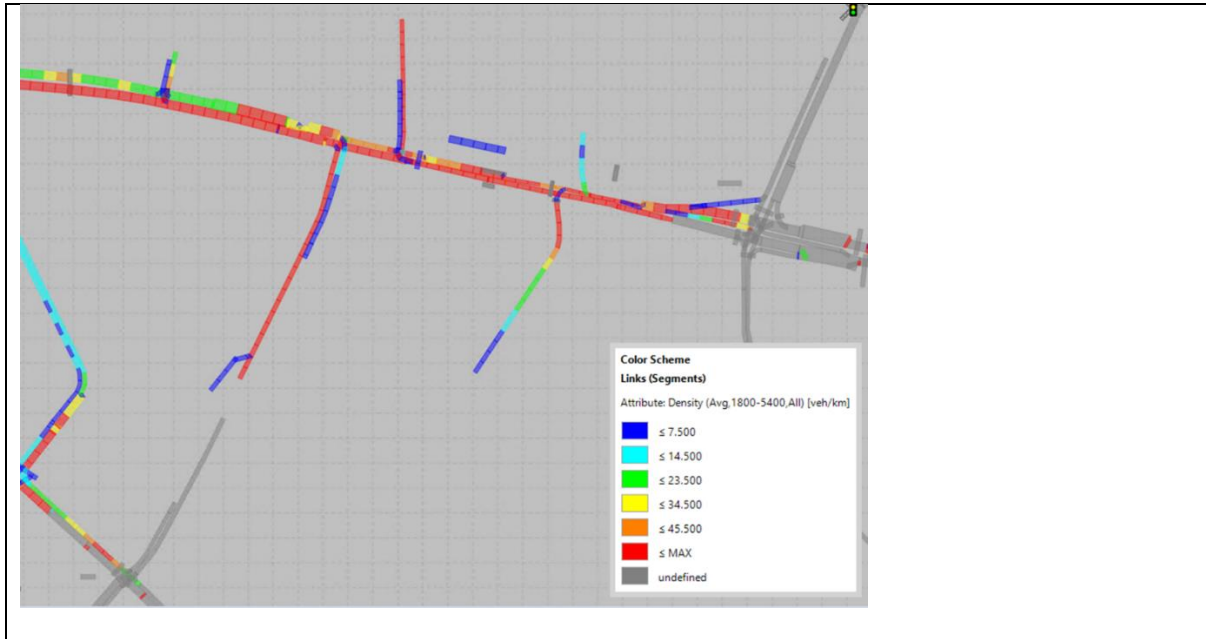 Color Scheme
Links (Segments)
Attribute: Density (Avg,1800-5400,All) [veh/km]
≤ 7.500
≤ 14.500
≤ 23.500
≤ 34.500
≤ 45.500
≤ MAX
undefined